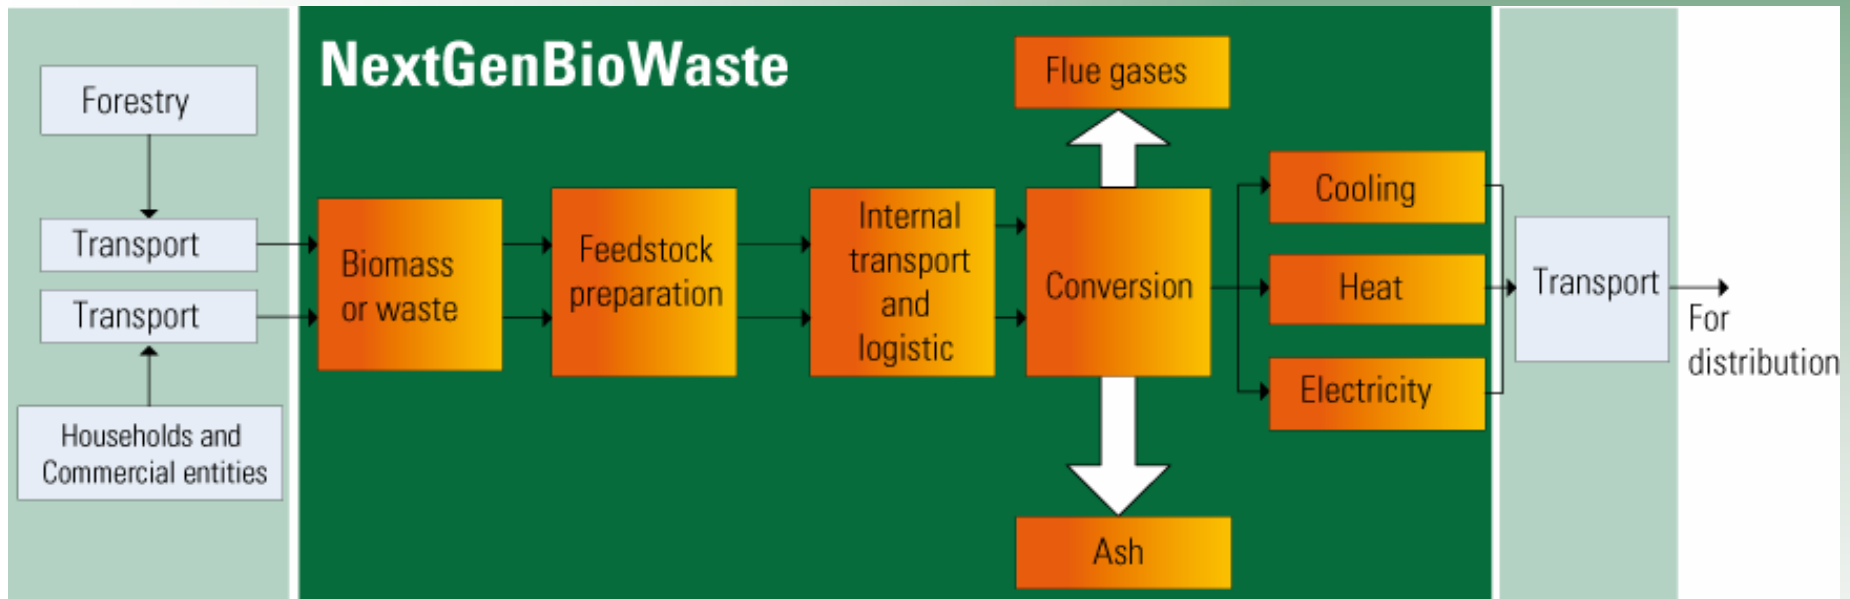 NextGenBioWaste
Forestry
Transport
Transport
Households and
Commercial entities
Biomass
or waste
Feedstock
preparation
Internal
transport
and
logistic
Flue gases
Conversion
Ash
Cooling
Heat
Electricity
Transport
For
distribution